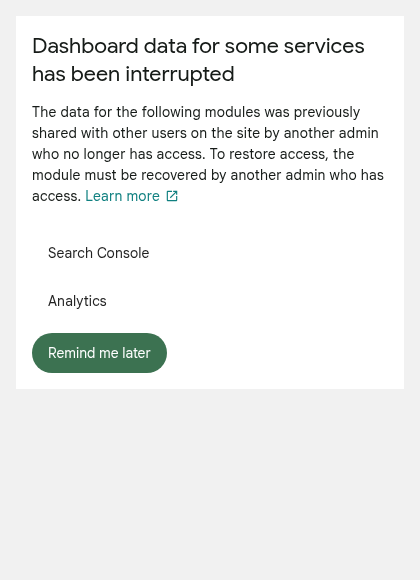 Dashboard data for some services
has been interrupted
The data for the following modules was previously
shared with other users on the site by another admin
who no longer has access. To restore access, the
module must be recovered by another admin who has
access. Learn more
Search Console
Analytics
Remind me later